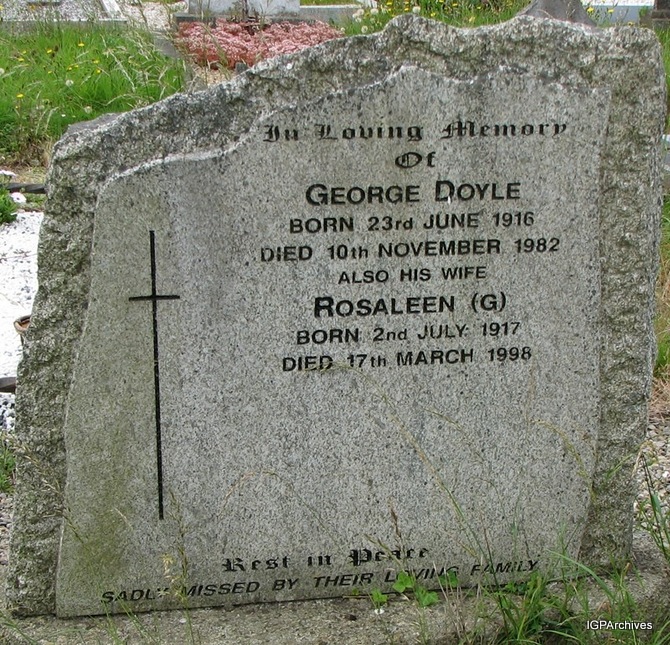 In Loving Memory
Of
GEORGE DOYLE
BORN 23rd JUNE 1916
DIED 10th NOVEMBER 1982
ALSO HIS WIFE
ROSALEEN (G)
BORN 2nd JULY 1917
DIED 17th MARCH 1998
Rest in Peace
SADLY MISSED BY THEIR LOVING FAMILY
IGPArchives